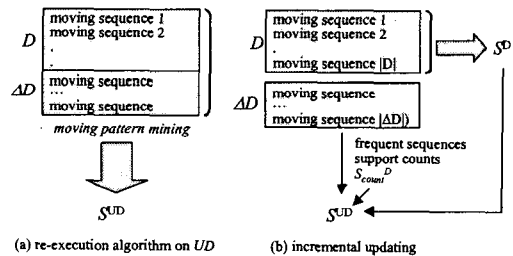 D
moving sequence 1
moving sequence 2
.
.
ΔD
moving sequence
...
moving sequence
moving pattern mining
S^UD
(a) re-execution algorithm on UD
D
moving sequence 1
moving sequence 2
.
moving sequence |D|
S^D
ΔD
moving sequence
...
moving sequence |ΔD|)
frequent sequences
support counts
S_count^D
S^UD
(b) incremental updating